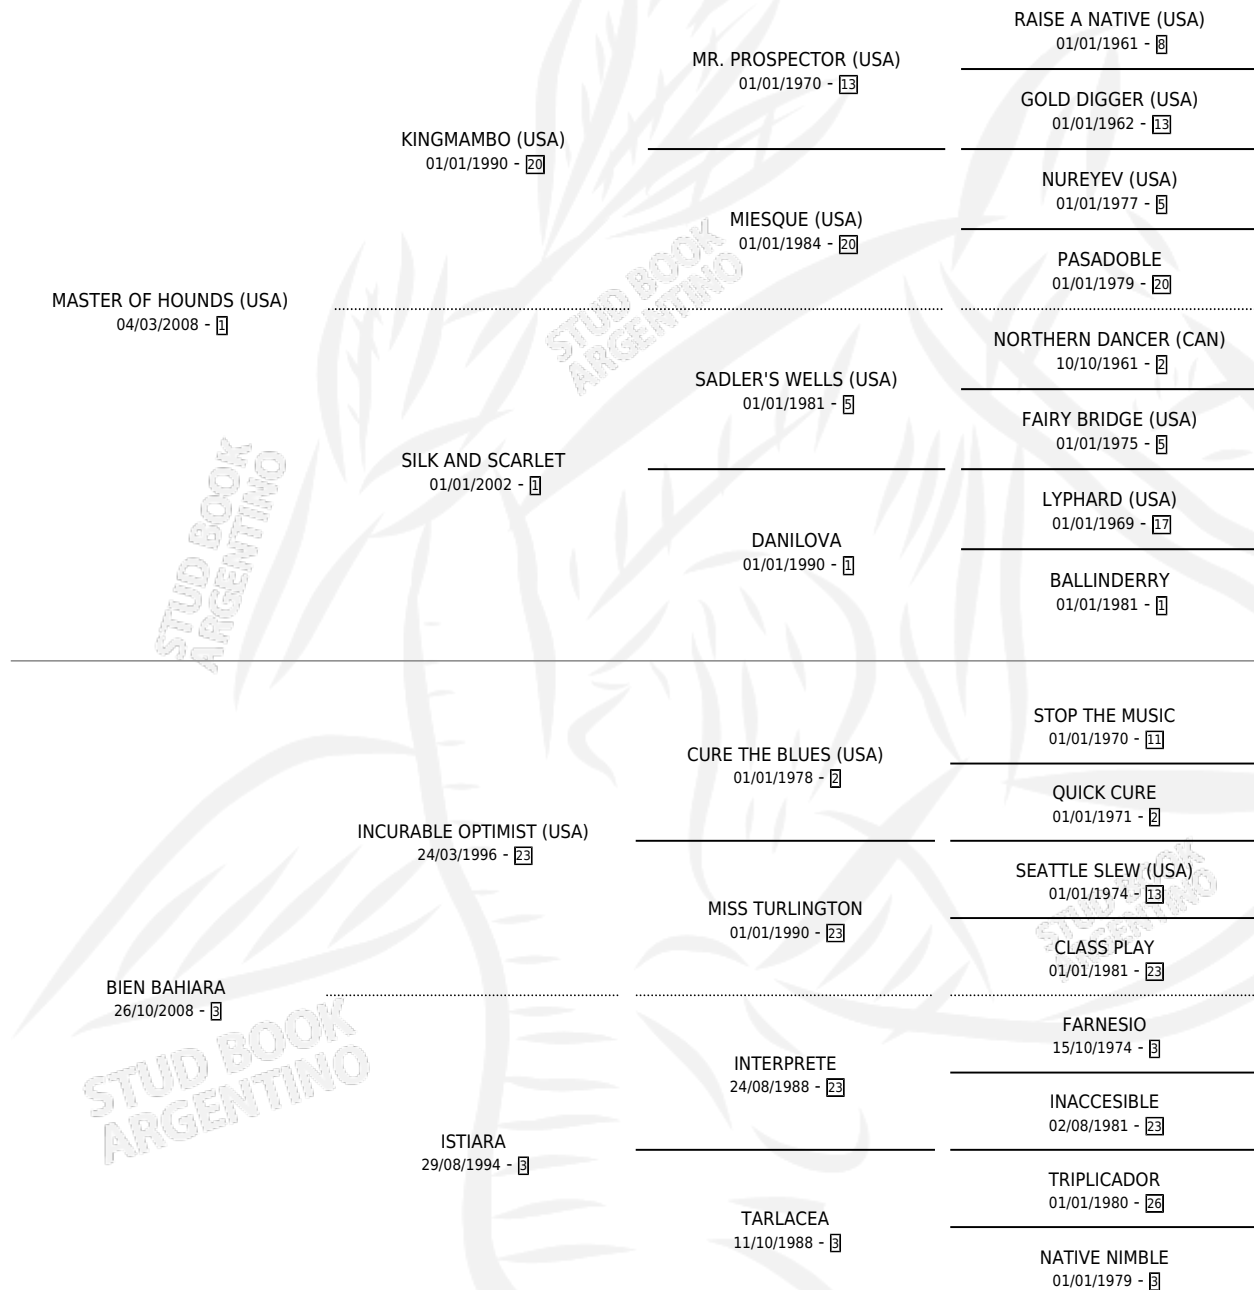 RAISE A NATIVE (USA)
01/01/1961 - 8
MR. PROSPECTOR (USA)
01/01/1970 - 13
GOLD DIGGER (USA)
01/01/1962 - 13
KINGMAMBO (USA)
01/01/1990 - 20
NUREYEV (USA)
01/01/1977 - 5
MIESQUE (USA)
01/01/1984 - 20
PASADOBLE
01/01/1979 - 20
MASTER OF HOUNDS (USA)
04/03/2008 - 1
NORTHERN DANCER (CAN)
10/10/1961 - 2
SADLER'S WELLS (USA)
01/01/1981 - 5
FAIRY BRIDGE (USA)
01/01/1975 - 5
SILK AND SCARLET
01/01/2002 - 1
LYPHARD (USA)
01/01/1969 - 17
DANILOVA
01/01/1990 - 1
BALLINDERRY
01/01/1981 - 1
STUD BOOK
ARGENTINO
STUD BOOK
ARGENTINO
STOP THE MUSIC
01/01/1970 - 11
CURE THE BLUES (USA)
01/01/1978 - 2
QUICK CURE
01/01/1971 - 2
INCURABLE OPTIMIST (USA)
24/03/1996 - 23
SEATTLE SLEW (USA)
01/01/1974 - 13
MISS TURLINGTON
01/01/1990 - 23
CLASS PLAY
01/01/1981 - 23
BIEN BAHIARA
26/10/2008 - 3
FARNESIO
15/10/1974 - 3
INTERPRETE
24/08/1988 - 23
INACCESIBLE
02/08/1981 - 23
ISTIARA
29/08/1994 - 3
TRIPLICADOR
01/01/1980 - 26
TARLACEA
11/10/1988 - 3
NATIVE NIMBLE
01/01/1979 - 3
STUD BOOK
ARGENTINO
STUD BOOK
ARGENTINO